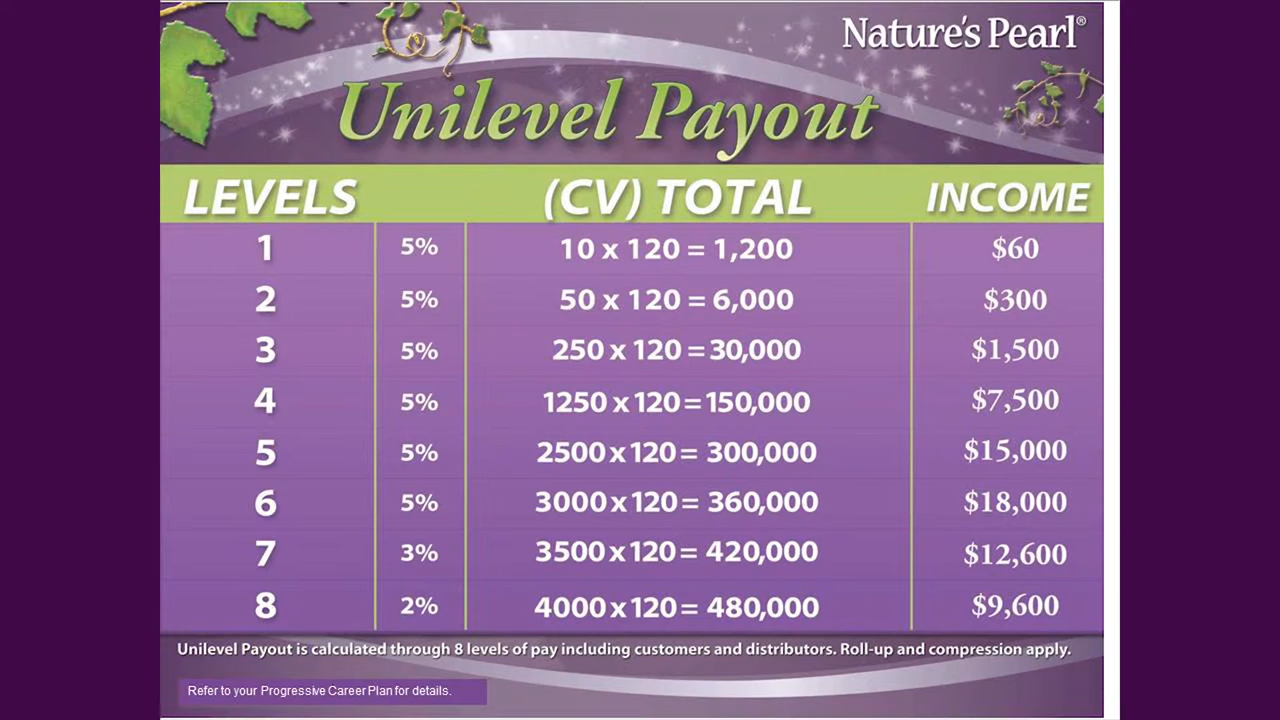 Nature's Pearl®
Unilevel Payout
LEVELS (CV) TOTAL INCOME
1 5% 10 x 120 = 1,200 $60
2 5% 50 x 120 = 6,000 $300
3 5% 250 x 120 = 30,000 $1,500
4 5% 1250 x 120 = 150,000 $7,500
5 5% 2500 x 120 = 300,000 $15,000
6 5% 3000 x 120 = 360,000 $18,000
7 3% 3500 x 120 = 420,000 $12,600
8 2% 4000 x 120 = 480,000 $9,600
Unilevel Payout is calculated through 8 levels of pay including customers and distributors. Roll-up and compression apply.
Refer to your Progressive Career Plan for details.